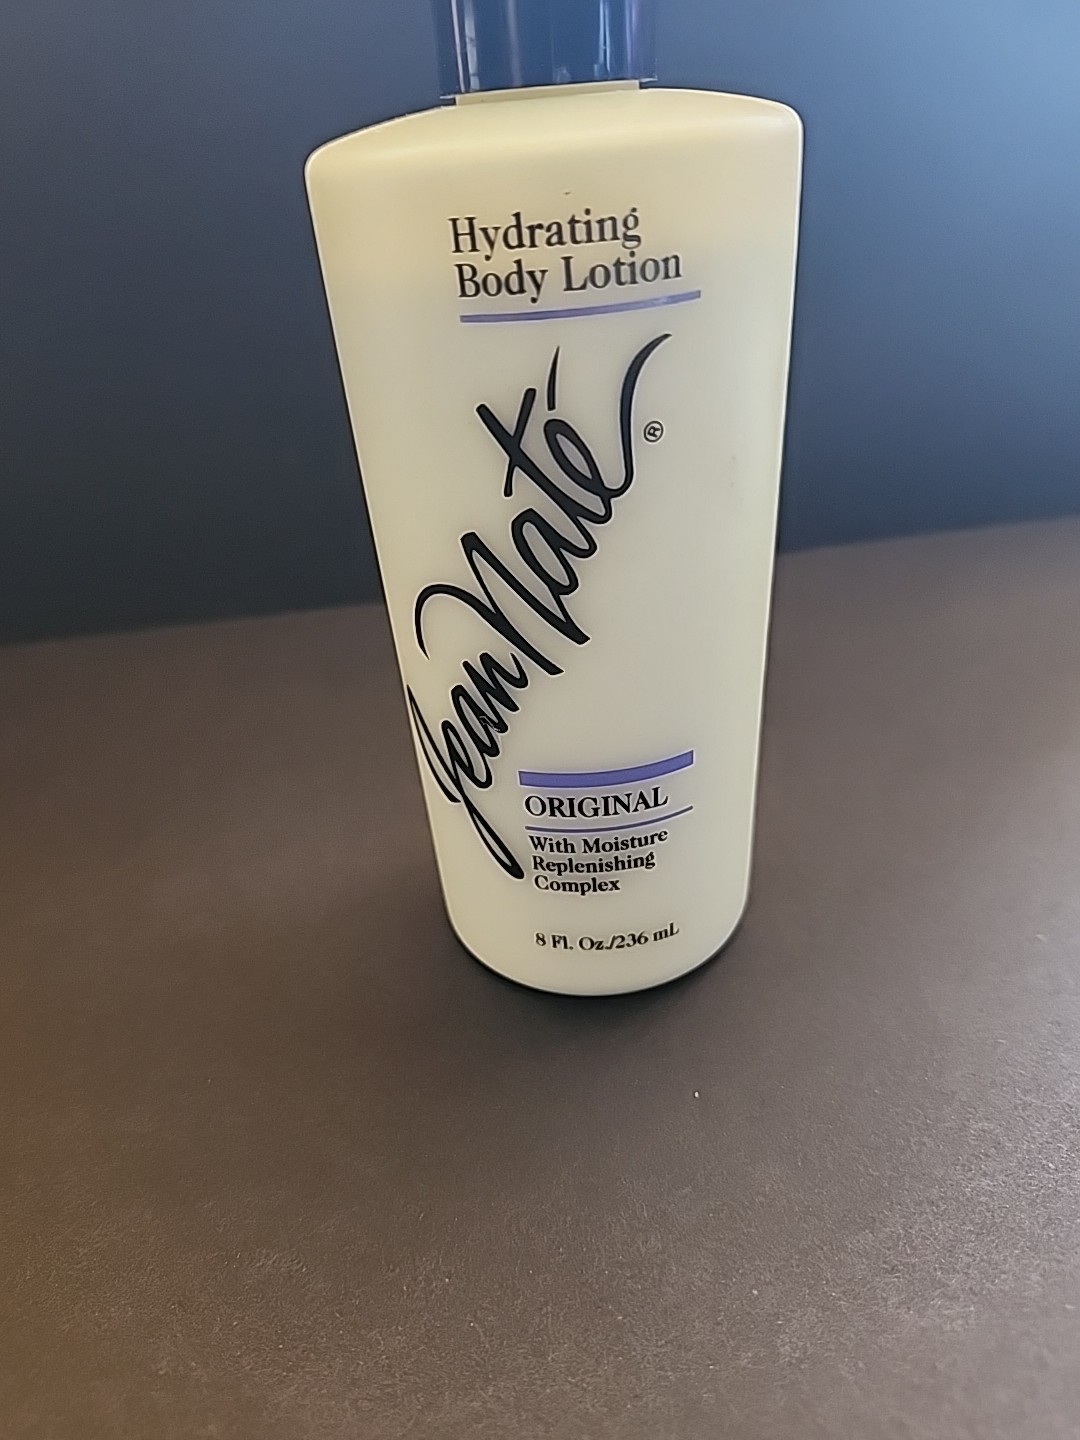 Hydrating
Body Lotion
Jean Naté®
ORIGINAL
With Moisture
Replenishing
Complex
8 Fl. Oz./236 mL